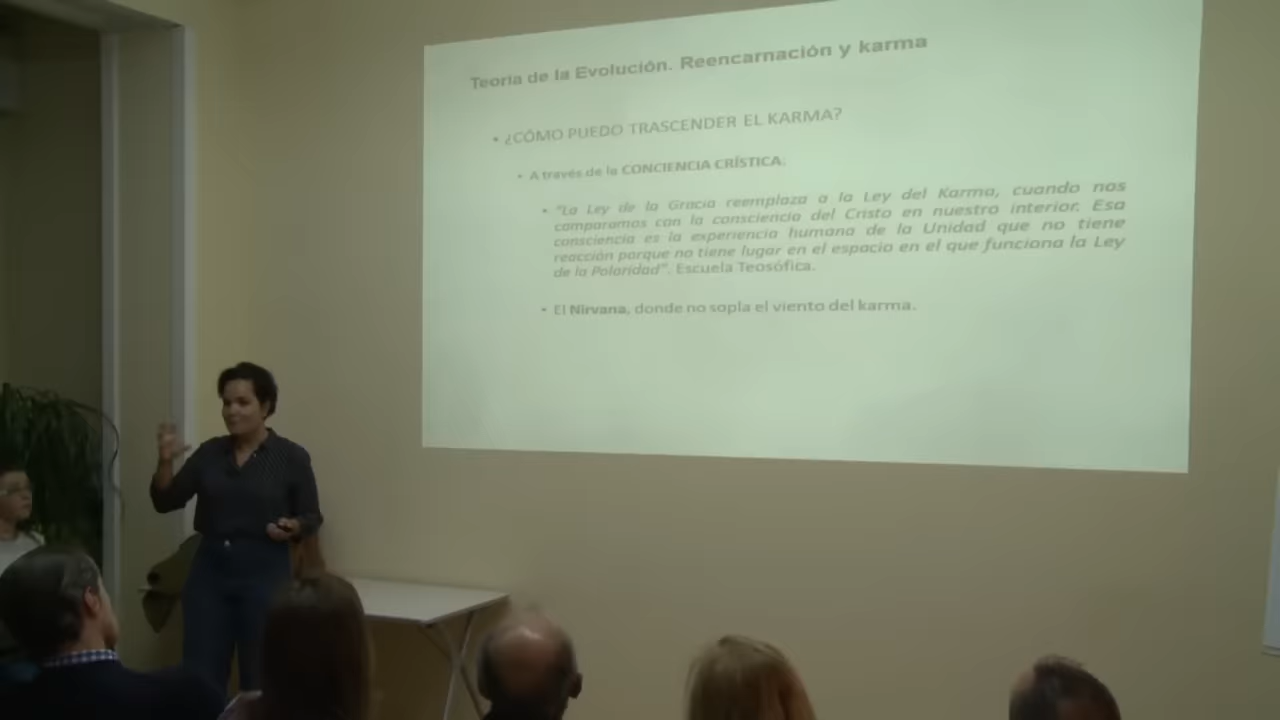 Teoría de la Evolución. Reencarnación y karma
• ¿CÓMO PUEDO TRASCENDER EL KARMA?
• A través de la CONCIENCIA CRÍSTICA.
• “La Ley de la Gracia reemplaza a la Ley del Karma, cuando nos
comparamos con la consciencia del Cristo en nuestro interior. Esa
consciencia es la experiencia humana de la Unidad que no tiene
reacción porque no tiene lugar en el espacio en el que funciona la Ley
de la Polaridad”. Escuela Teosófica.
• El Nirvana, donde no sopla el viento del karma.